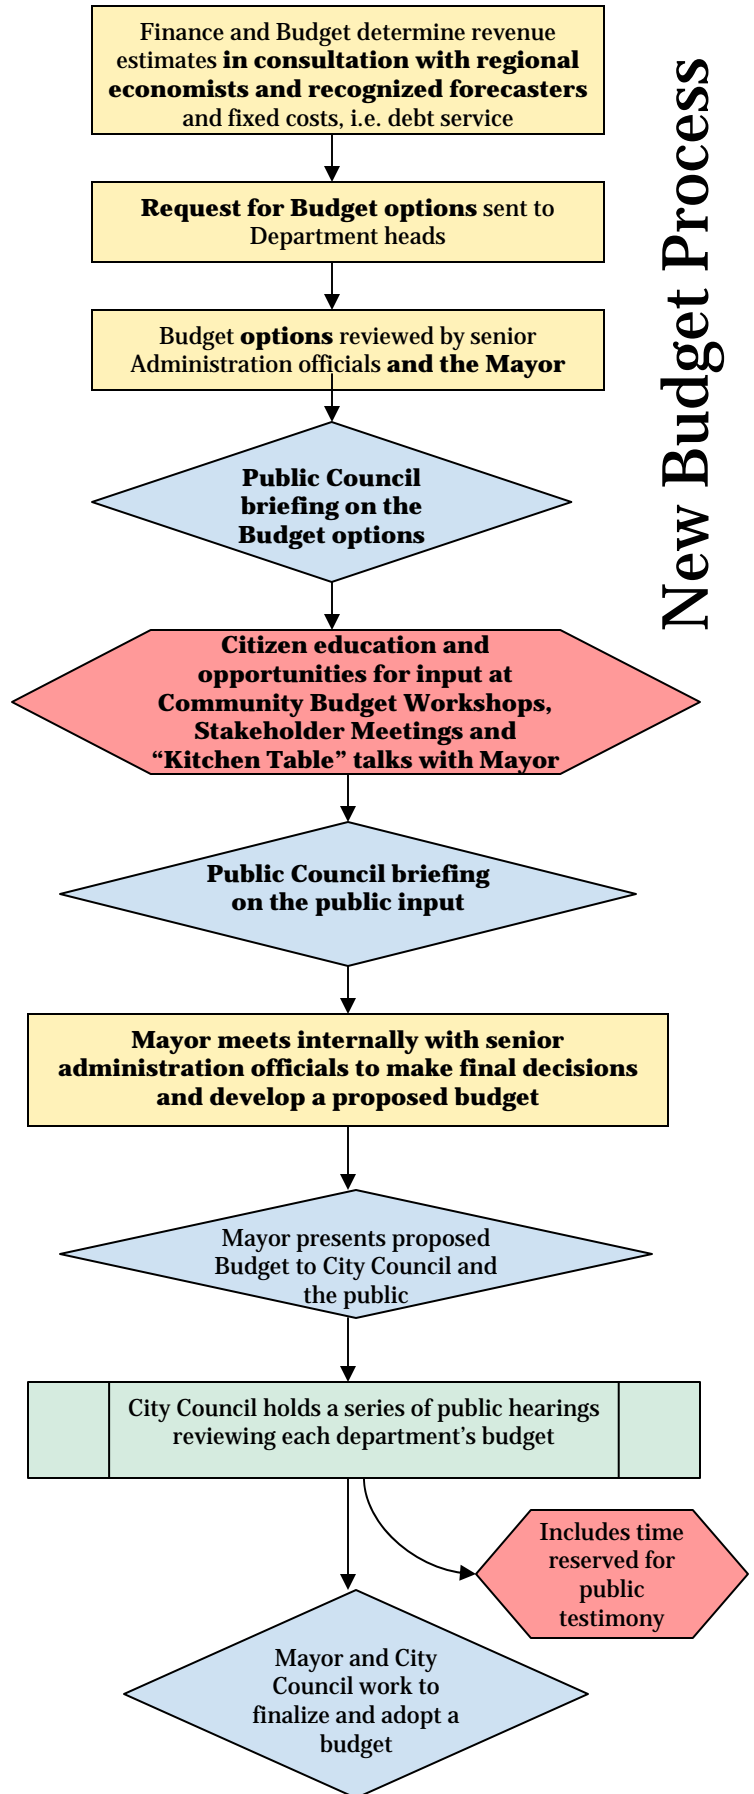 New Budget Process
Finance and Budget determine revenue
estimates in consultation with regional
economists and recognized forecasters
and fixed costs, i.e. debt service
Request for Budget options sent to
Department heads
Budget options reviewed by senior
Administration officials and the Mayor
Public Council
briefing on the
Budget options
Citizen education and
opportunities for input at
Community Budget Workshops,
Stakeholder Meetings and
“Kitchen Table” talks with Mayor
Public Council briefing
on the public input
Mayor meets internally with senior
administration officials to make final decisions
and develop a proposed budget
Mayor presents proposed
Budget to City Council and
the public
City Council holds a series of public hearings
reviewing each department’s budget
Includes time
reserved for
public
testimony
Mayor and City
Council work to
finalize and adopt a
budget